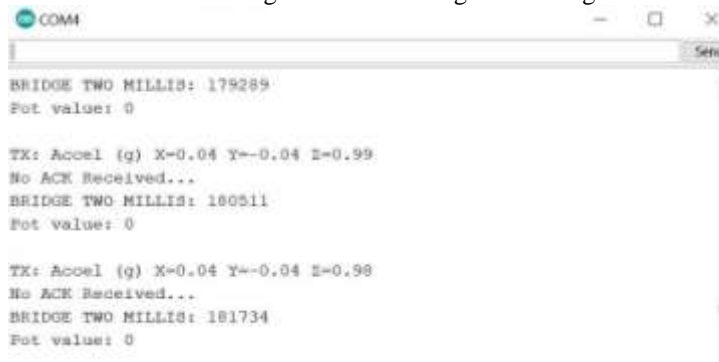 COM4
Send
BRIDGE TWO MILLIS: 179289
Pot value: 0
TX: Accel (g) X=0.04 Y=-0.04 Z=0.99
No ACK Received...
BRIDGE TWO MILLIS: 180511
Pot value: 0
TX: Accel (g) X=0.04 Y=-0.04 Z=0.98
No ACK Received...
BRIDGE TWO MILLIS: 181734
Pot value: 0